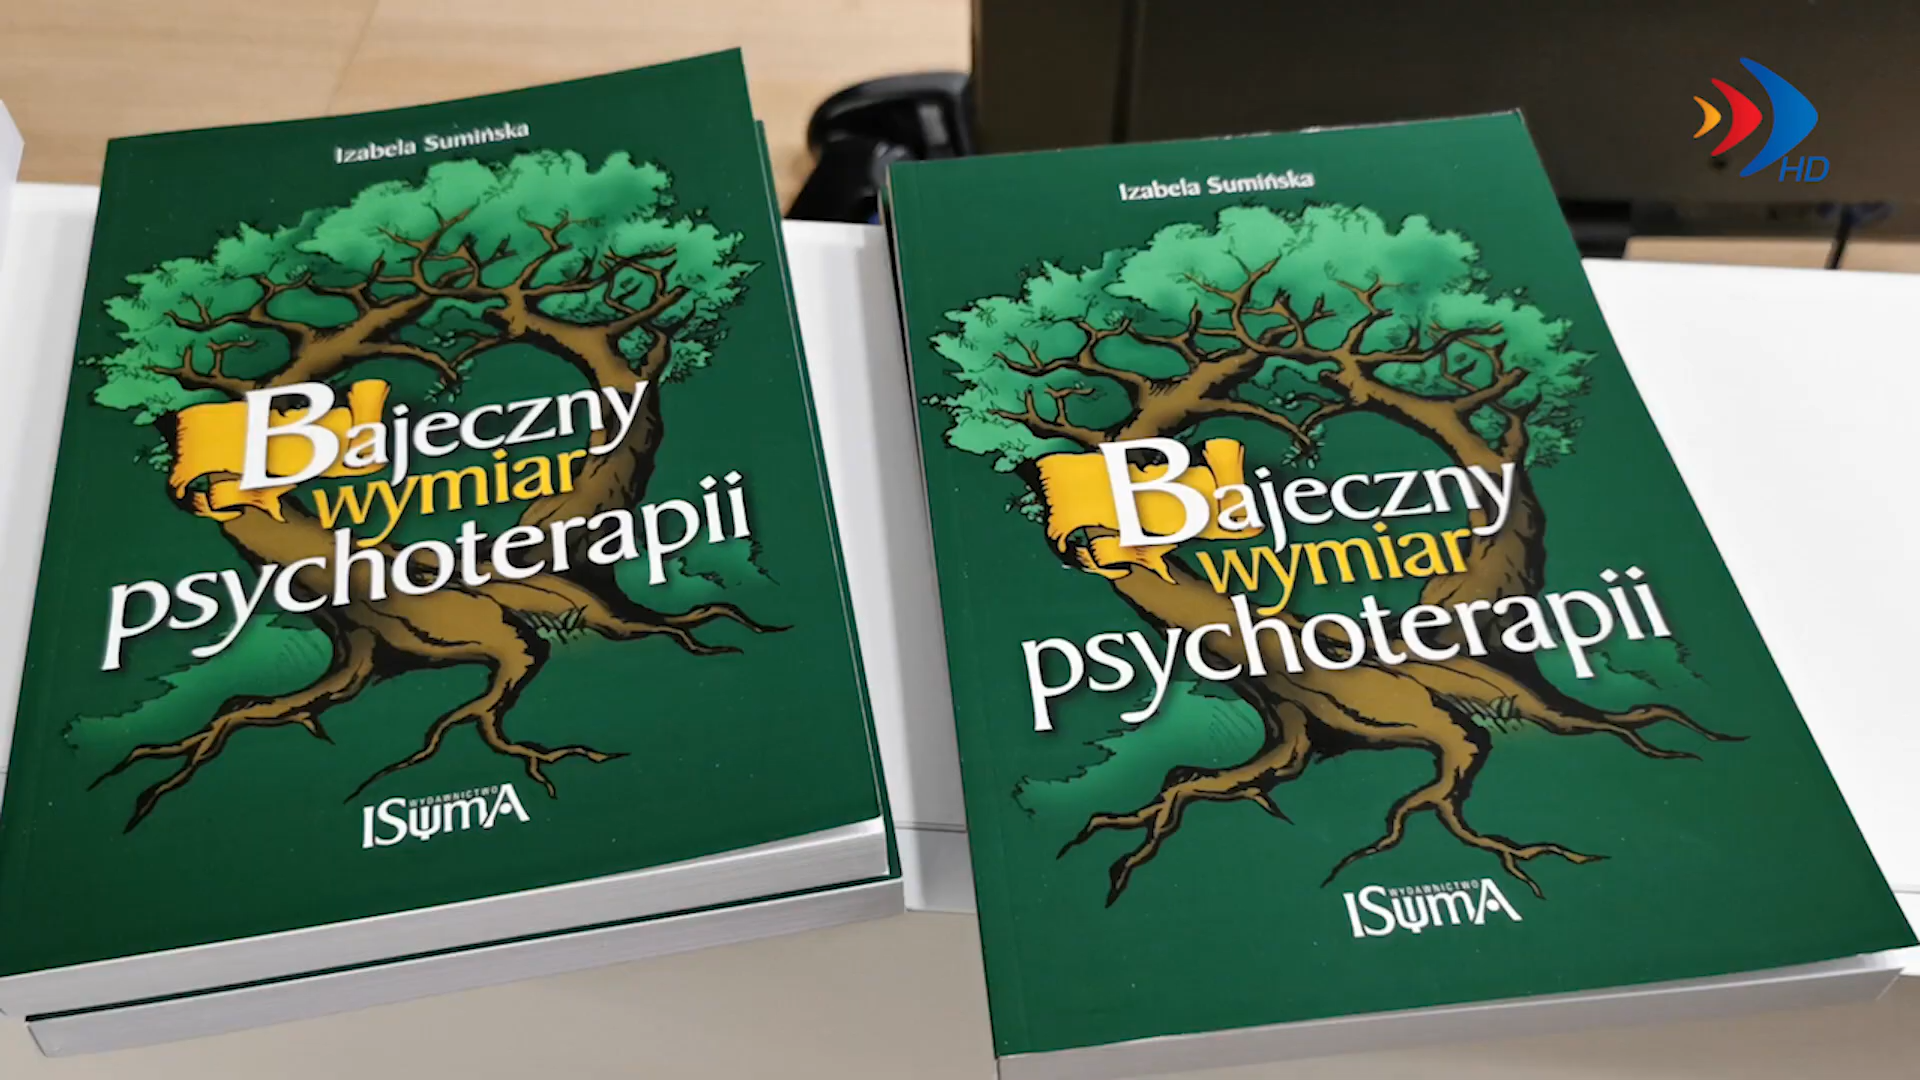 Izabela Sumińska
Bajeczny
wymiar
psychoterapii
WYDAWNICTWO
ISumA
Izabela Sumińska
Bajeczny
wymiar
psychoterapii
WYDAWNICTWO
ISumA
HD